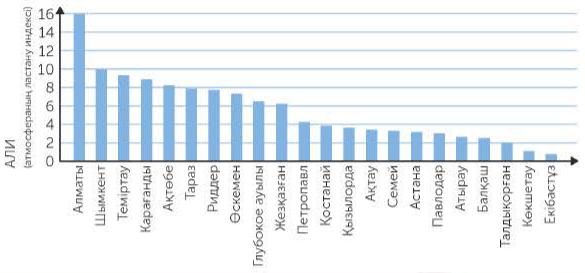 АЛИ
(атмосфераның ластану индексі)
16
14
12
10
8
6
4
2
0
Алматы
Шымкент
Теміртау
Қарағанды
Ақтөбе
Тараз
Риддер
Өскемен
Глубокое ауылы
Жезқазған
Петропавл
Қостанай
Қызылорда
Ақтау
Семей
Астана
Павлодар
Атырау
Балқаш
Талдықорған
Көкшетау
Екібастұз